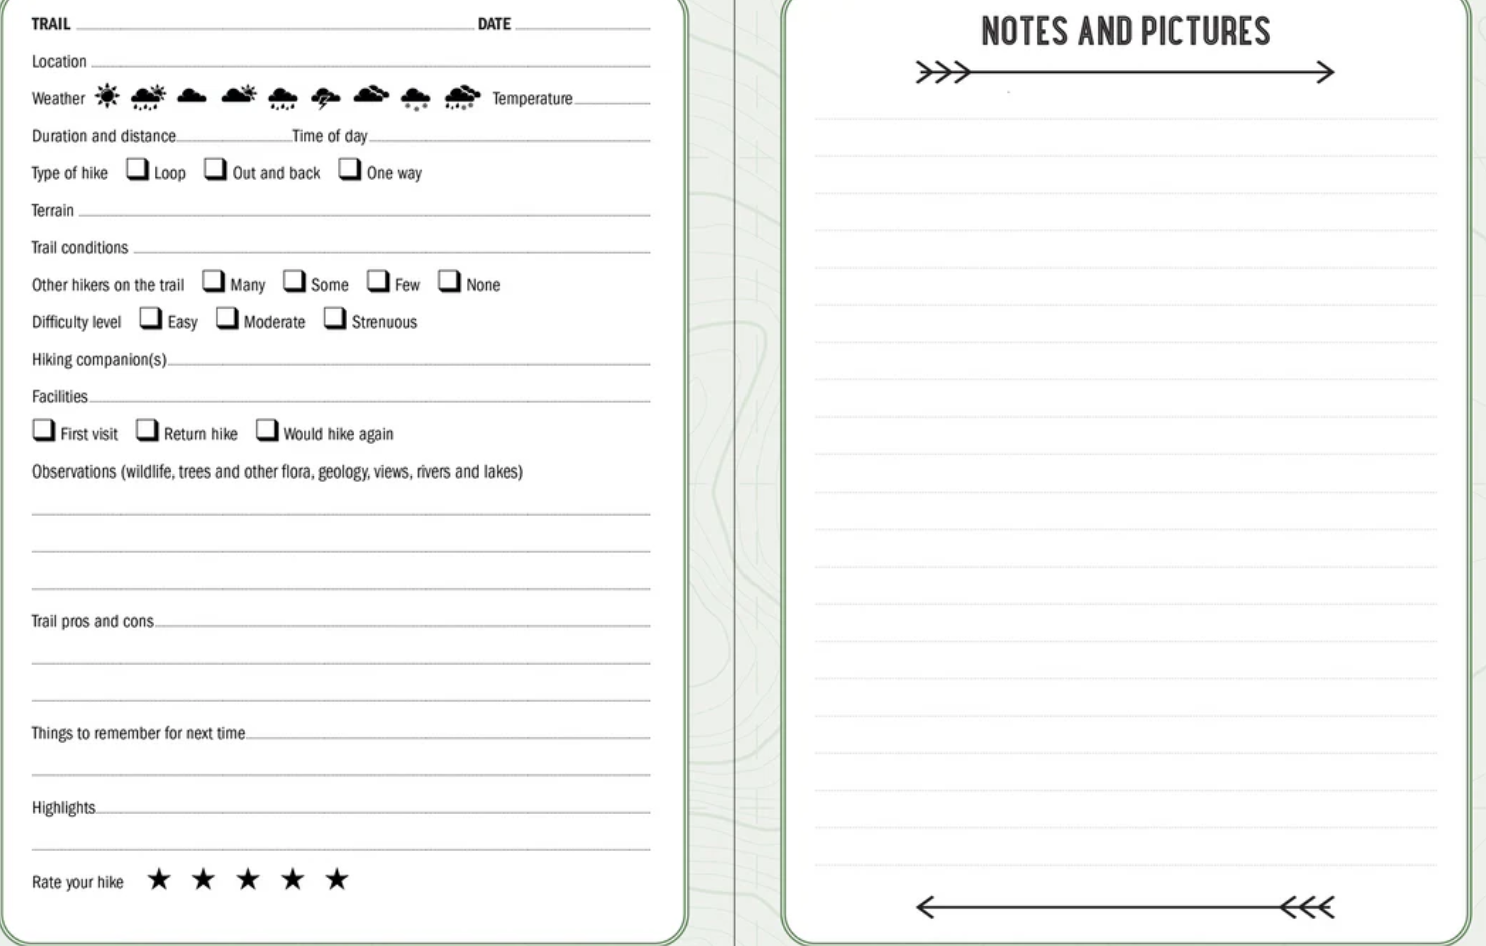 TRAIL DATE
Location
Weather Temperature
Duration and distance Time of day
Type of hike Loop Out and back One way
Terrain
Trail conditions
Other hikers on the trail Many Some Few None
Difficulty level Easy Moderate Strenuous
Hiking companion(s)
Facilities
First visit Return hike Would hike again
Observations (wildlife, trees and other flora, geology, views, rivers and lakes)
Trail pros and cons
Things to remember for next time
Highlights
Rate your hike
NOTES AND PICTURES